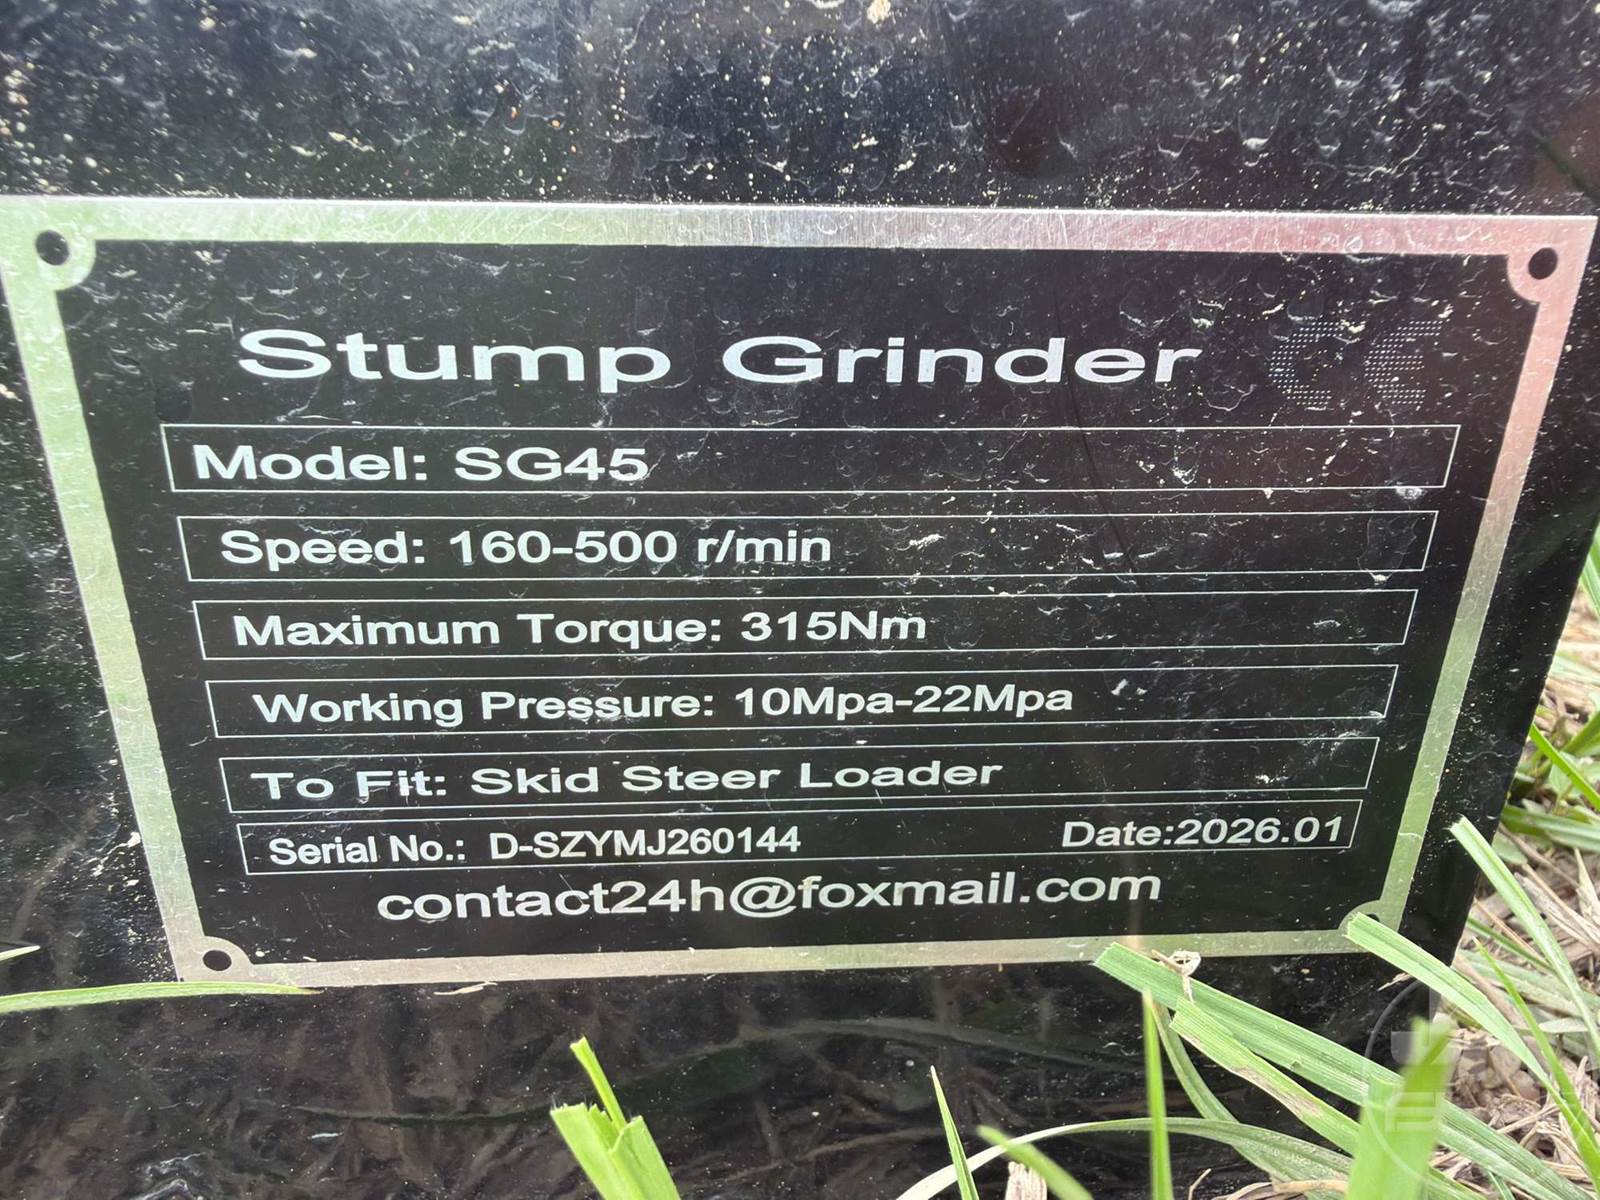 Stump Grinder CE
Model: SG45
Speed: 160-500 r/min
Maximum Torque: 315Nm
Working Pressure: 10Mpa-22Mpa
To Fit: Skid Steer Loader
Serial No.: D-SZYMJ260144 Date:2026.01
contact24h@foxmail.com